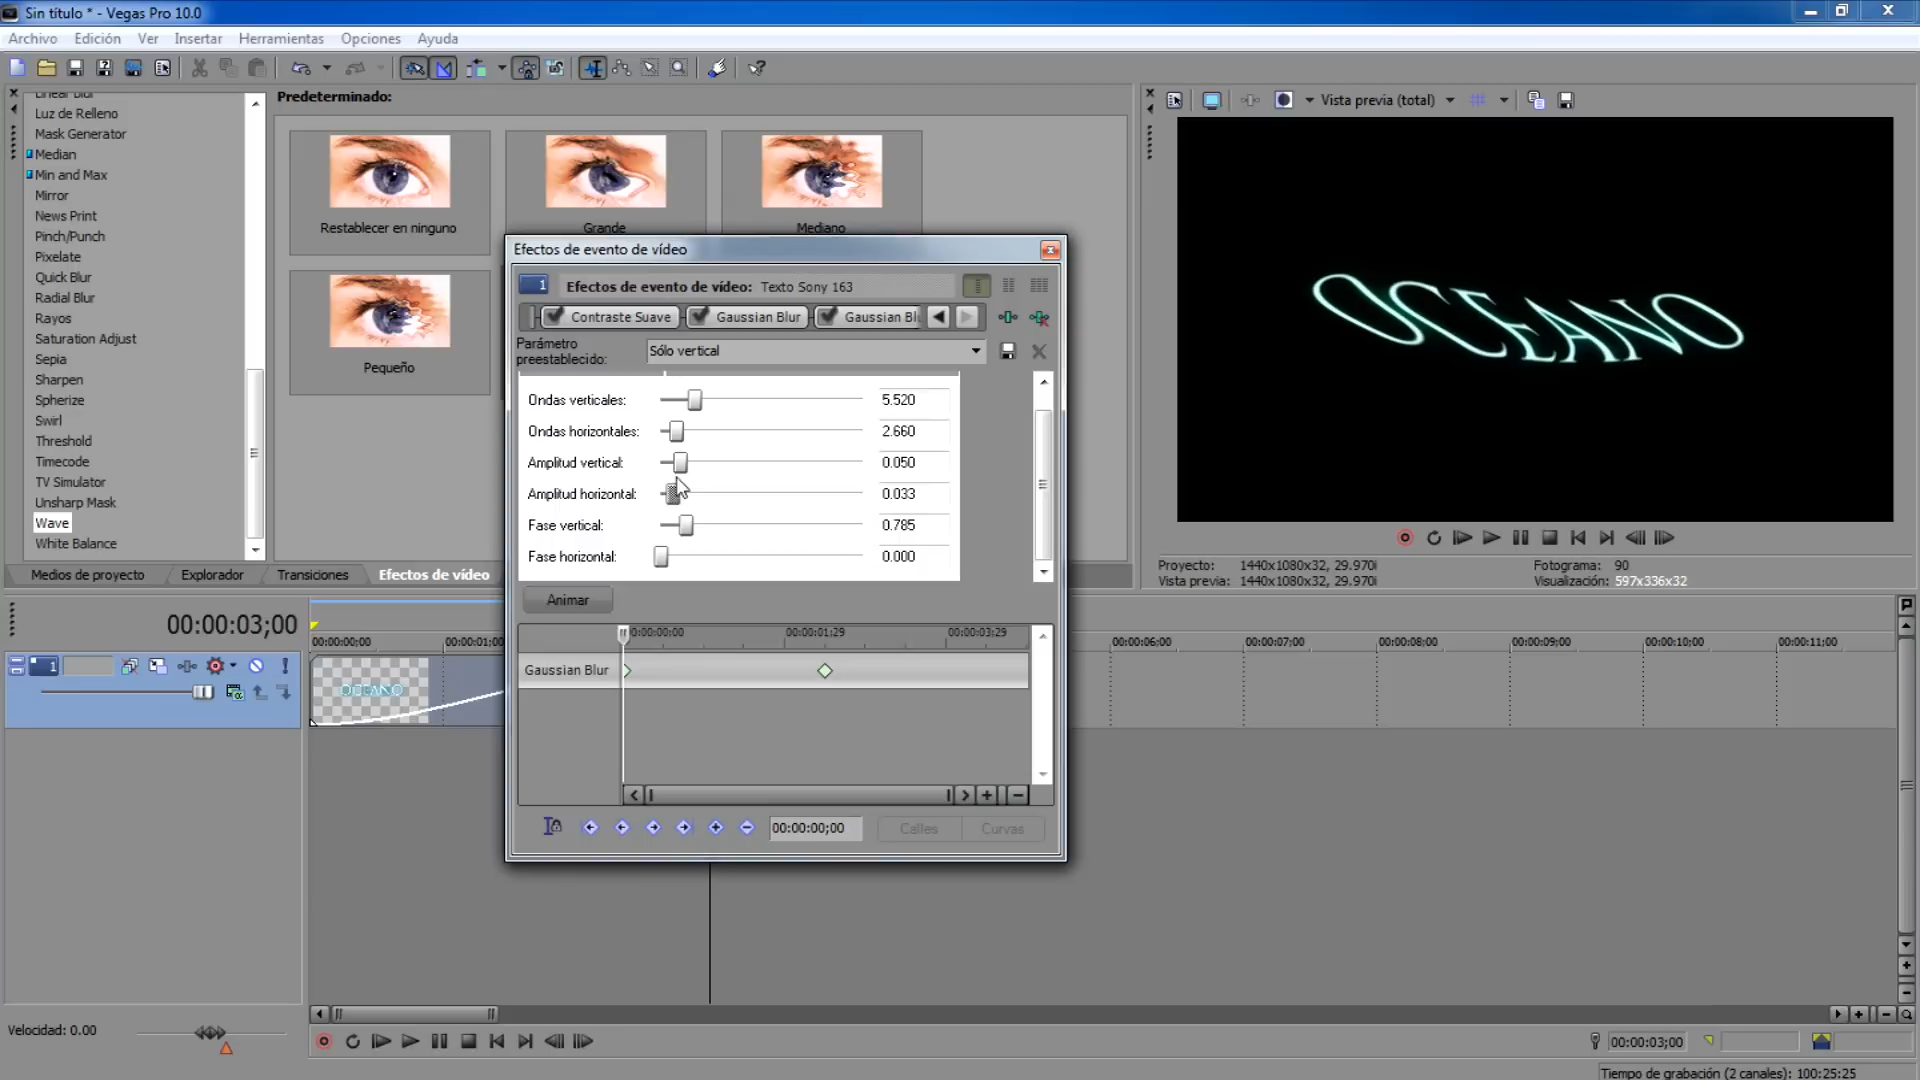 Sin título * - Vegas Pro 10.0
Archivo Edición Ver Insertar Herramientas Opciones Ayuda
Linear Blur
Luz de Relleno
Mask Generator
Median
Min and Max
Mirror
News Print
Pinch/Punch
Pixelate
Quick Blur
Radial Blur
Rayos
Saturation Adjust
Sepia
Sharpen
Spherize
Swirl
Threshold
Timecode
TV Simulator
Unsharp Mask
Wave
White Balance
Predeterminado:
Restablecer en ninguno
Grande
Mediano
Pequeño
Medios de proyecto Explorador Transiciones Efectos de vídeo
Vista previa (total)
OCEANO
Proyecto: 1440x1080x32, 29.970i
Vista previa: 1440x1080x32, 29.970i
Fotograma: 90
Visualización: 597x336x32
Efectos de evento de vídeo
1 Efectos de evento de vídeo: Texto Sony 163
Contraste Suave Gaussian Blur Gaussian Bl
Parámetro preestablecido: Sólo vertical
Ondas verticales: 5.520
Ondas horizontales: 2.660
Amplitud vertical: 0.050
Amplitud horizontal: 0.033
Fase vertical: 0.785
Fase horizontal: 0.000
Animar
0:00:00:00 00:00:01;29 00:00:03;29
Gaussian Blur
00:00:00;00 Calles Curvas
00:00:03;00
00:00:00;00 00:00:01;00 00:00:06;00 00:00:07;00 00:00:08;00 00:00:09;00 00:00:10;00 00:00:11;00
1
OCEANO
Velocidad: 0.00
00:00:03;00
Tiempo de grabación (2 canales): 100:25:25